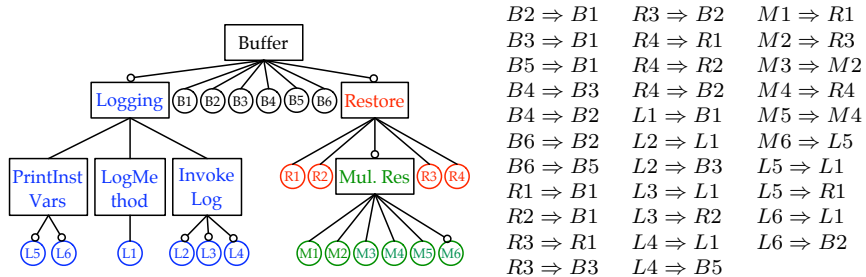 Buffer
Logging B1 B2 B3 B4 B5 B6 Restore
PrintInst Vars
LogMe thod
Invoke Log
R1 R2 Mul. Res R3 R4
L5 L6 L1 L2 L3 L4 M1 M2 M3 M4 M5 M6
B2 ⇒ B1 R3 ⇒ B2 M1 ⇒ R1
B3 ⇒ B1 R4 ⇒ R1 M2 ⇒ R3
B5 ⇒ B1 R4 ⇒ R2 M3 ⇒ M2
B4 ⇒ B3 R4 ⇒ B2 M4 ⇒ R4
B4 ⇒ B2 L1 ⇒ B1 M5 ⇒ M4
B6 ⇒ B2 L2 ⇒ L1 M6 ⇒ L5
B6 ⇒ B5 L2 ⇒ B3 L5 ⇒ L1
R1 ⇒ B1 L3 ⇒ L1 L5 ⇒ R1
R2 ⇒ B1 L3 ⇒ R2 L6 ⇒ L1
R3 ⇒ R1 L4 ⇒ L1 L6 ⇒ B2
R3 ⇒ B3 L4 ⇒ B5